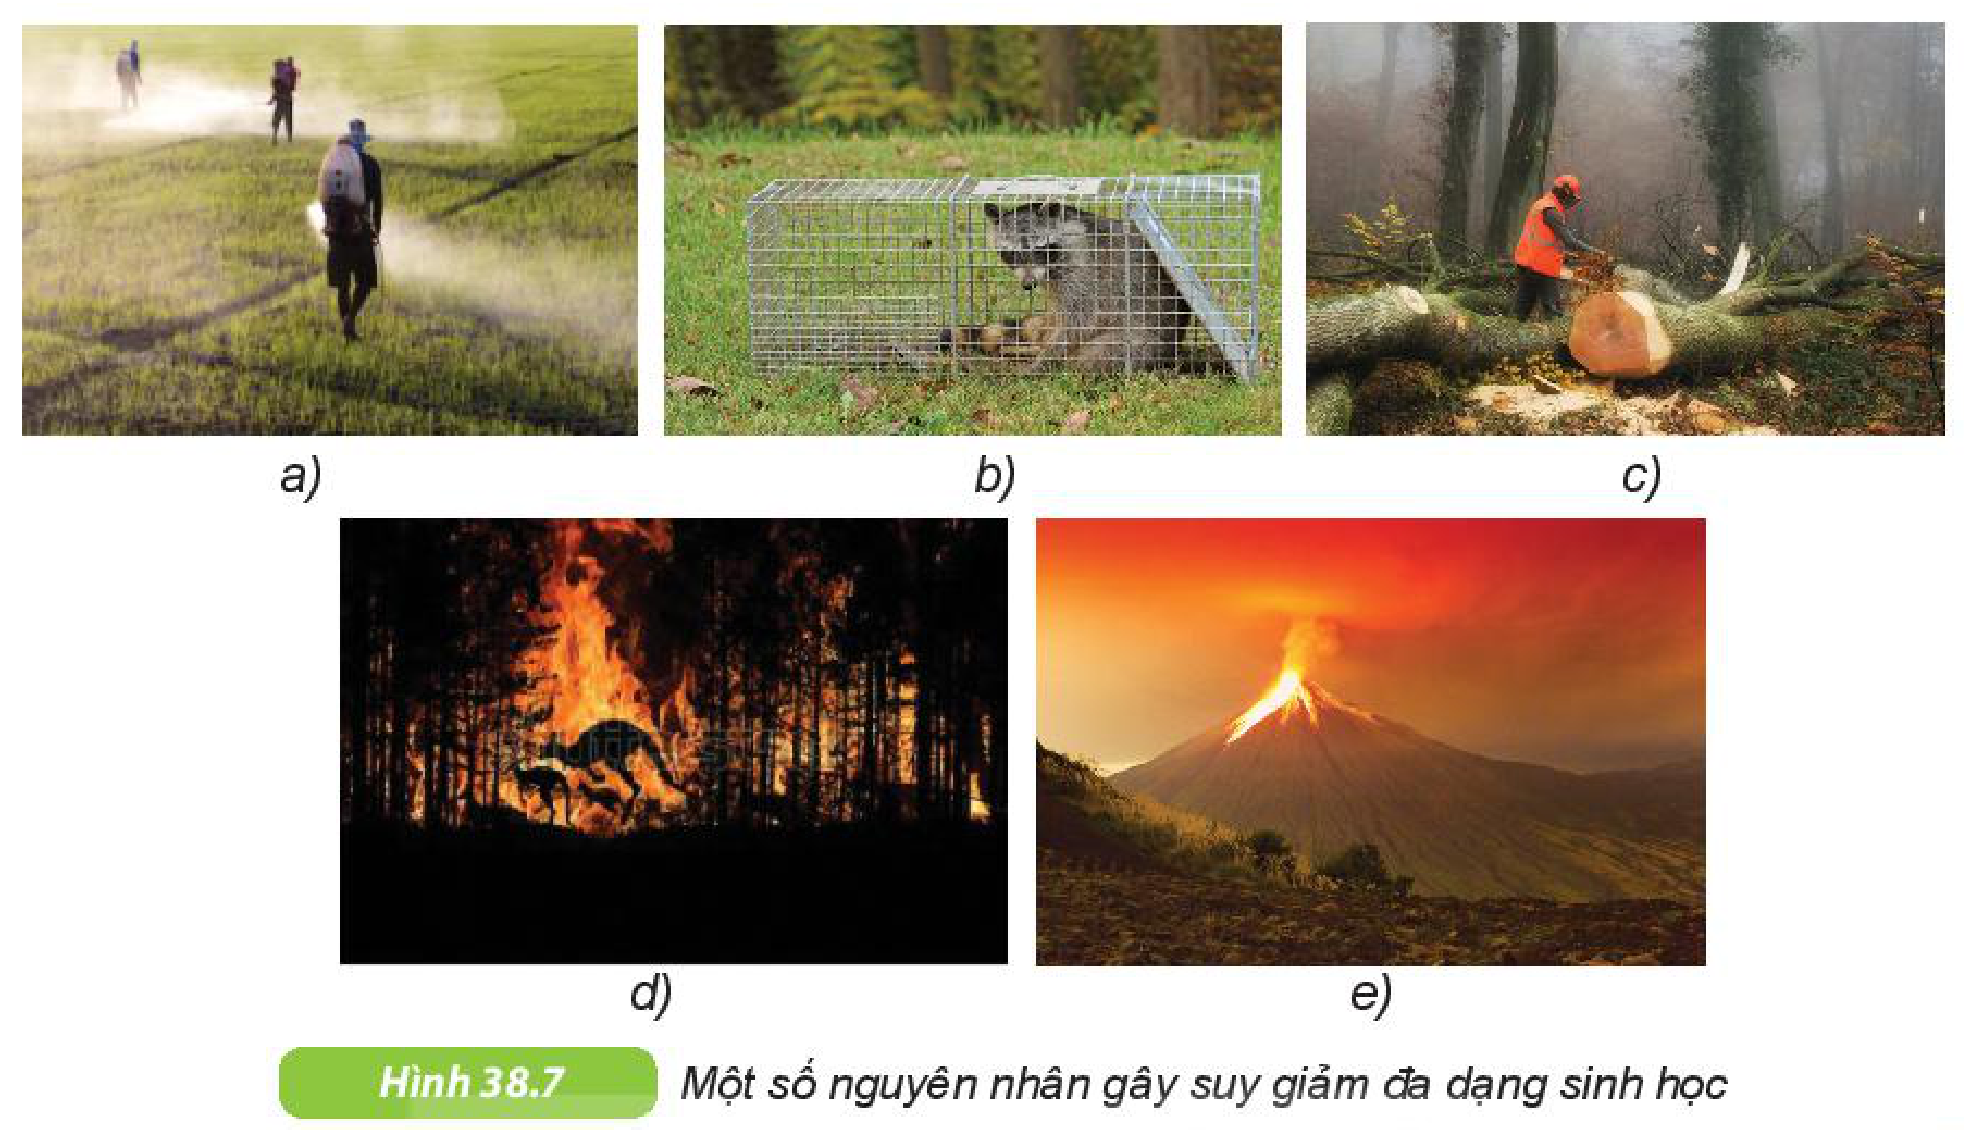 a)
b)
c)
d)
e)
Hình 38.7 Một số nguyên nhân gây suy giảm đa dạng sinh học